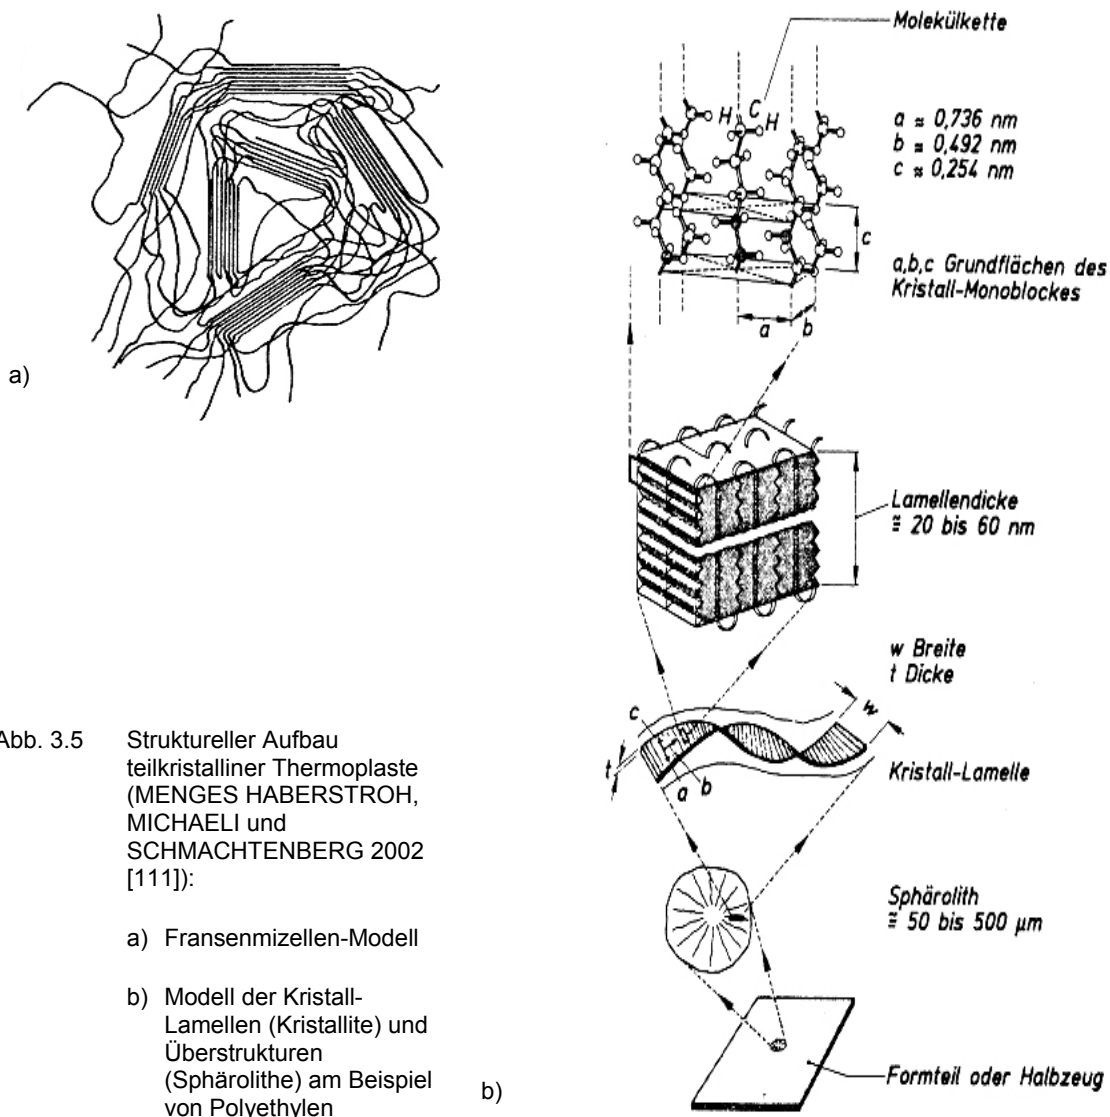 Molekülkette
H C H
a ≈ 0,736 nm
b ≈ 0,492 nm
c ≈ 0,254 nm
c
a,b,c Grundflächen des
Kristall-Monoblockes
a b
a)
Lamellendicke
≅ 20 bis 60 nm
w Breite
t Dicke
c
w
t
a b
Kristall-Lamelle
Sphärolith
≅ 50 bis 500 µm
Formteil oder Halbzeug
b)
Abb. 3.5 Struktureller Aufbau
teilkristalliner Thermoplaste
(MENGES HABERSTROH,
MICHAELI und
SCHMACHTENBERG 2002
[111]):
a) Fransenmizellen-Modell
b) Modell der Kristall-
Lamellen (Kristallite) und
Überstrukturen
(Sphärolithe) am Beispiel
von Polyethylen